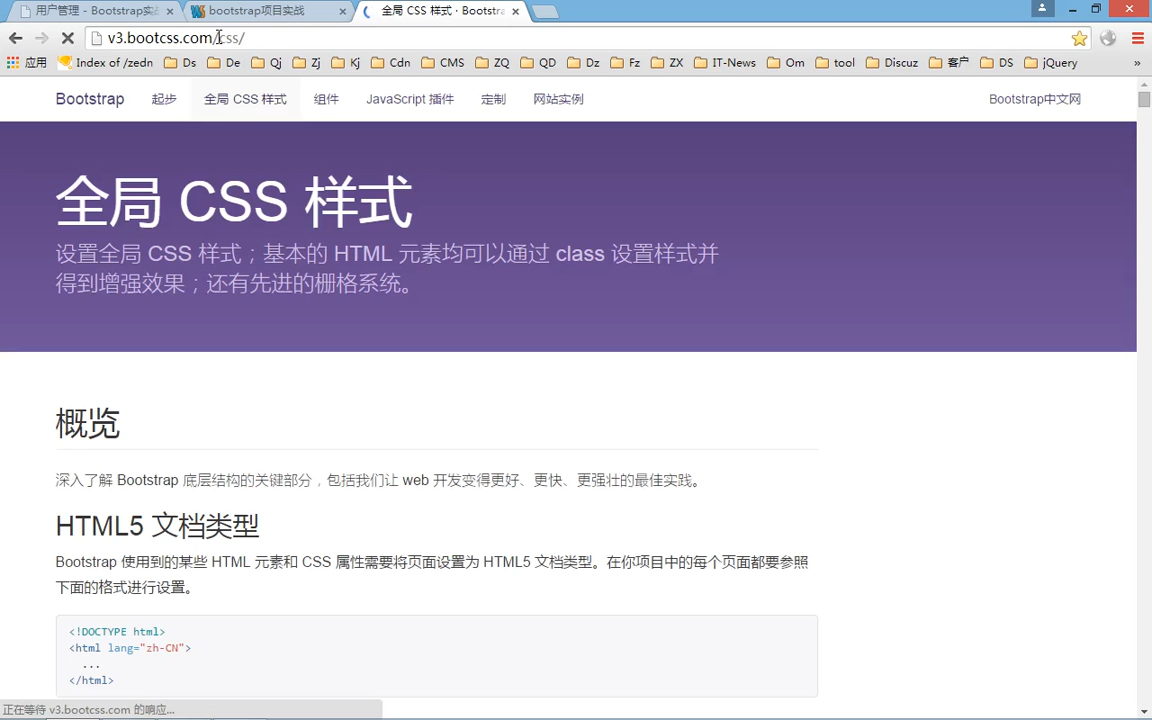 用户管理 - Bootstrap实战
bootstrap项目实战
全局 CSS 样式 · Bootstra
v3.bootcss.com/css/
应用 Index of /zedn Ds De Qj Zj Kj Cdn CMS ZQ QD Dz Fz ZX IT-News Om tool Discuz 客户 DS jQuery »
Bootstrap 起步 全局 CSS 样式 组件 JavaScript 插件 定制 网站实例 Bootstrap中文网
全局 CSS 样式
设置全局 CSS 样式；基本的 HTML 元素均可以通过 class 设置样式并
得到增强效果；还有先进的栅格系统。
概览
深入了解 Bootstrap 底层结构的关键部分，包括我们让 web 开发变得更好、更快、更强壮的最佳实践。
HTML5 文档类型
Bootstrap 使用到的某些 HTML 元素和 CSS 属性需要将页面设置为 HTML5 文档类型。在你项目中的每个页面都要参照
下面的格式进行设置。
<!DOCTYPE html>
<html lang="zh-CN">
...
</html>
正在等待 v3.bootcss.com 的响应...